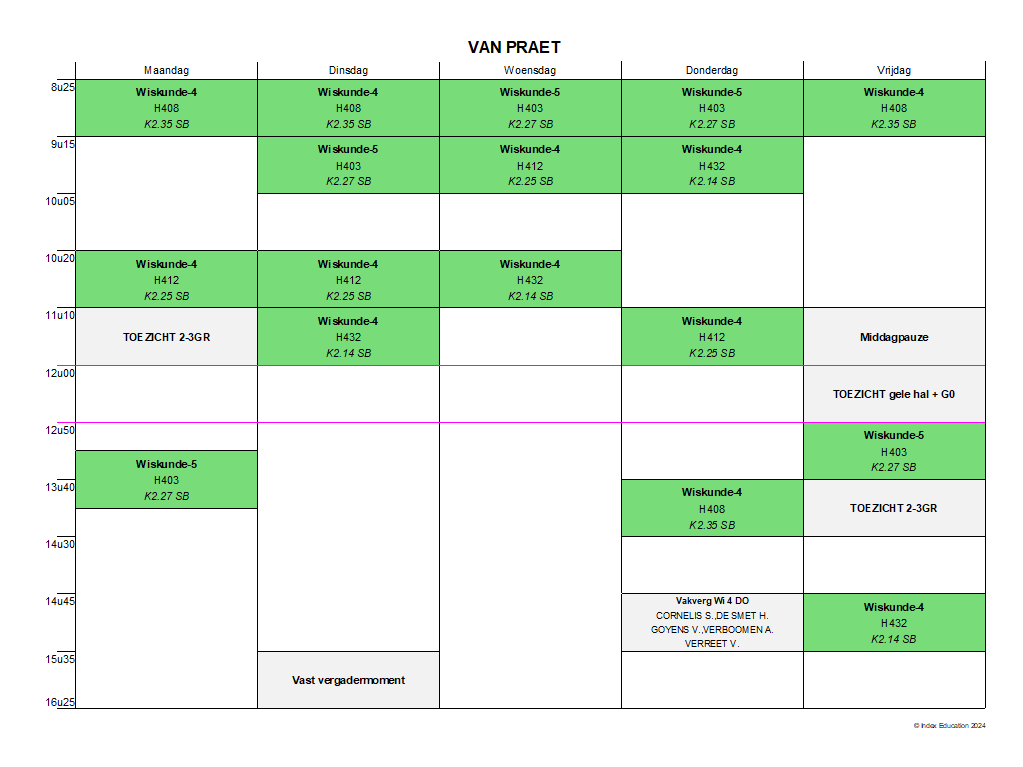 VAN PRAET
Maandag Dinsdag Woensdag Donderdag Vrijdag
8u25
Wiskunde-4 Wiskunde-4 Wiskunde-5 Wiskunde-5 Wiskunde-4
H408 H408 H403 H403 H408
K2.35 SB K2.35 SB K2.27 SB K2.27 SB K2.35 SB
9u15
Wiskunde-5 Wiskunde-4 Wiskunde-4
H403 H412 H432
K2.27 SB K2.25 SB K2.14 SB
10u05
10u20
Wiskunde-4 Wiskunde-4 Wiskunde-4
H412 H412 H432
K2.25 SB K2.25 SB K2.14 SB
11u10
Wiskunde-4 Wiskunde-4
TOEZICHT 2-3GR H432 H412 Middagpauze
K2.14 SB K2.25 SB
12u00
TOEZICHT gele hal + G0
12u50
Wiskunde-5
H403
K2.27 SB
Wiskunde-5
H403
K2.27 SB
13u40
Wiskunde-4
H408 TOEZICHT 2-3GR
K2.35 SB
14u30
14u45
Vakverg Wi 4 DO
CORNELIS S.,DE SMET H.
GOYENS V.,VERBOOMEN A.
VERREET V.
Wiskunde-4
H432
K2.14 SB
15u35
Vast vergadermoment
16u25
© Index Education 2024